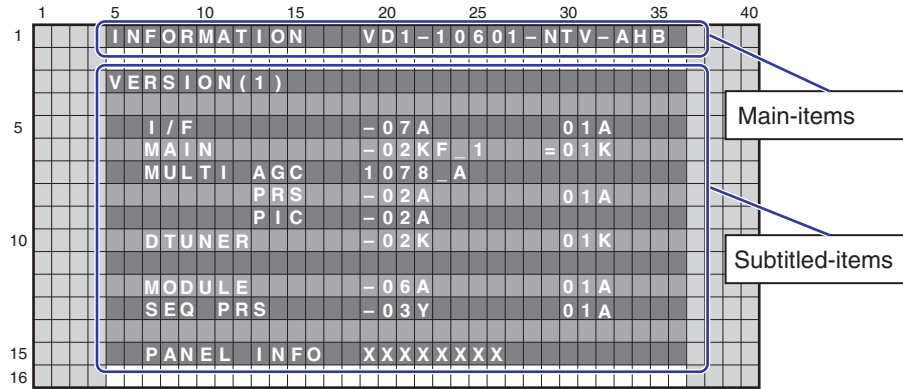 1 5 10 15 20 25 30 35 40
1 INFORMATION VD1-10601-NTV-AHB
VERSION(1)
Main-items
5 I/F -07A 01A
MAIN -02KF_1 =01K
MULTI AGC 1078_A
PRS -02A 01A
PIC -02A
10 DTUNER -02K 01K
Subtitled-items
MODULE -06A 01A
SEQ PRS -03Y 01A
15 PANEL INFO XXXXXXXX
16